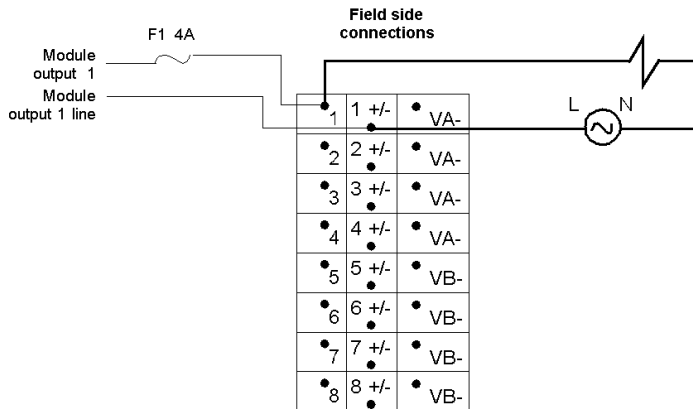 Field side
connections
F1 4A
Module
output 1
Module
output 1 line
L N
1 1 +/- VA-
2 2 +/- VA-
3 3 +/- VA-
4 4 +/- VA-
5 5 +/- VB-
6 6 +/- VB-
7 7 +/- VB-
8 8 +/- VB-